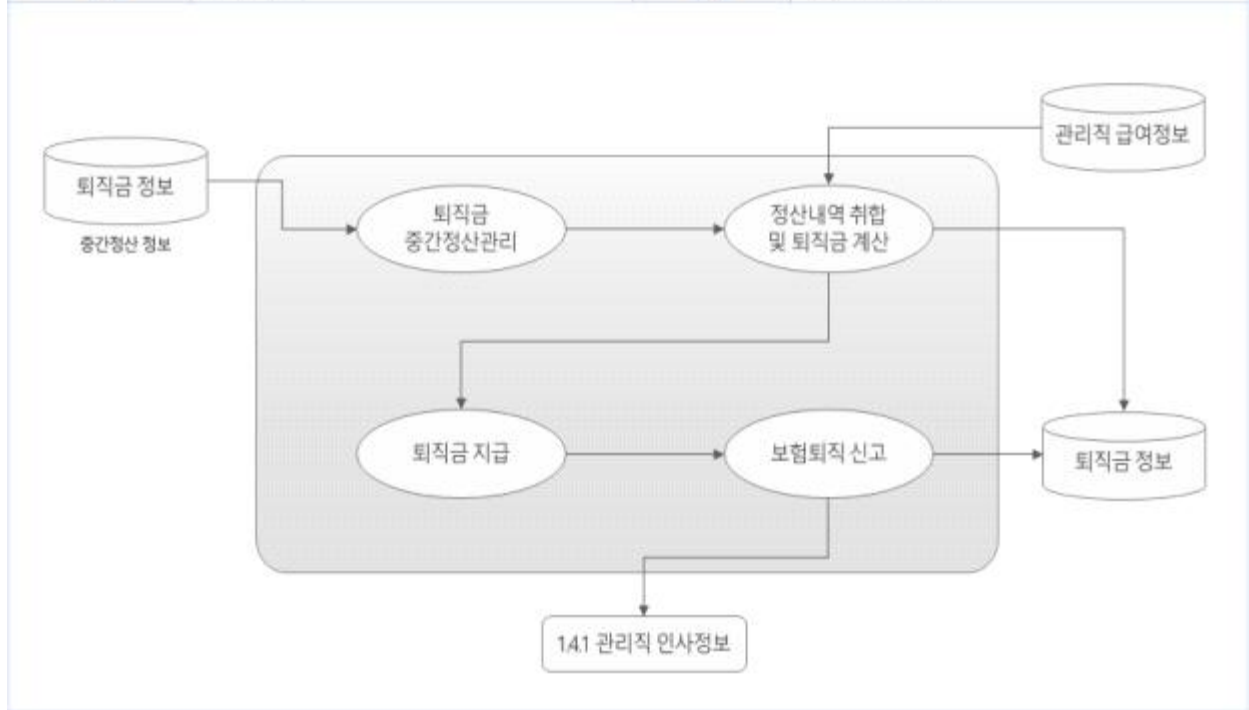 관리직 급여정보
퇴직금 정보
중간정산 정보
퇴직금
중간정산관리
정산내역 취합
및 퇴직금 계산
퇴직금 지급
보험퇴직 신고
퇴직금 정보
1.4.1 관리직 인사정보